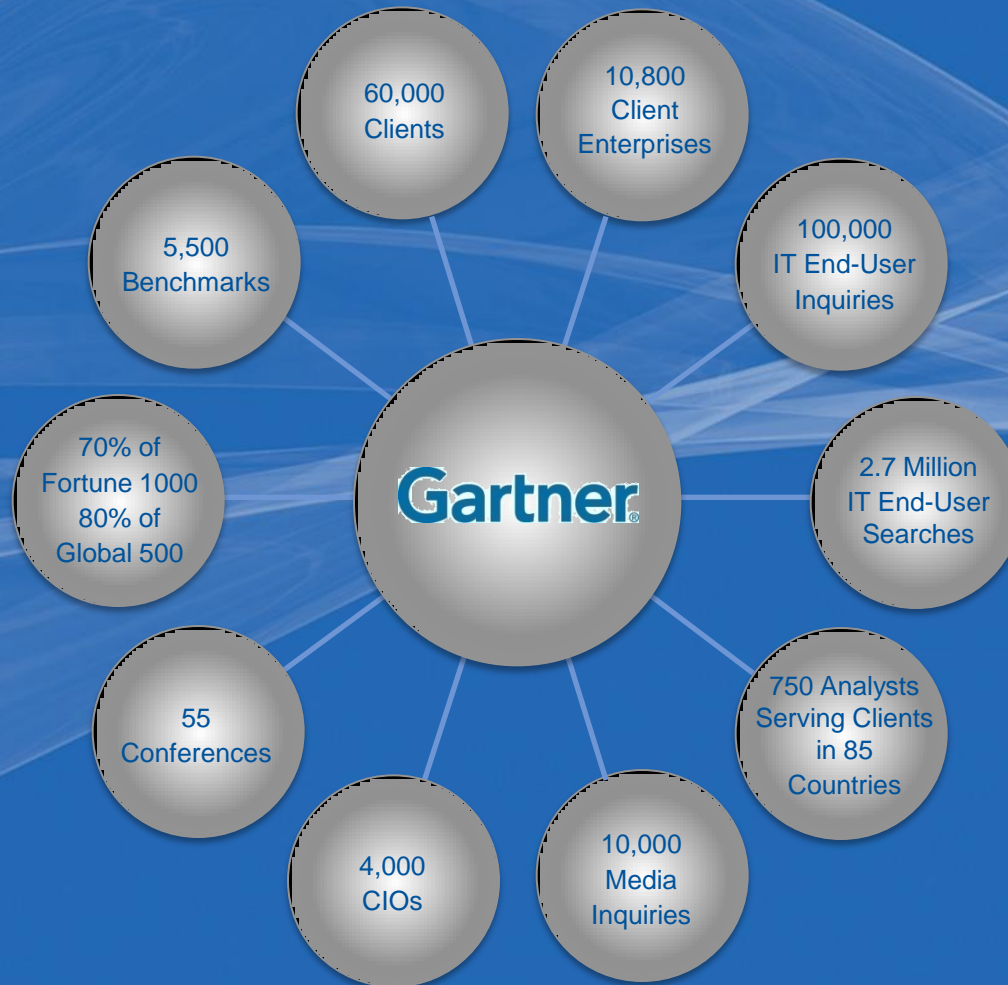 60,000
Clients
10,800
Client
Enterprises
100,000
IT End-User
Inquiries
2.7 Million
IT End-User
Searches
750 Analysts
Serving Clients
in 85
Countries
10,000
Media
Inquiries
4,000
CIOs
55
Conferences
70% of
Fortune 1000
80% of
Global 500
5,500
Benchmarks
Gartner®